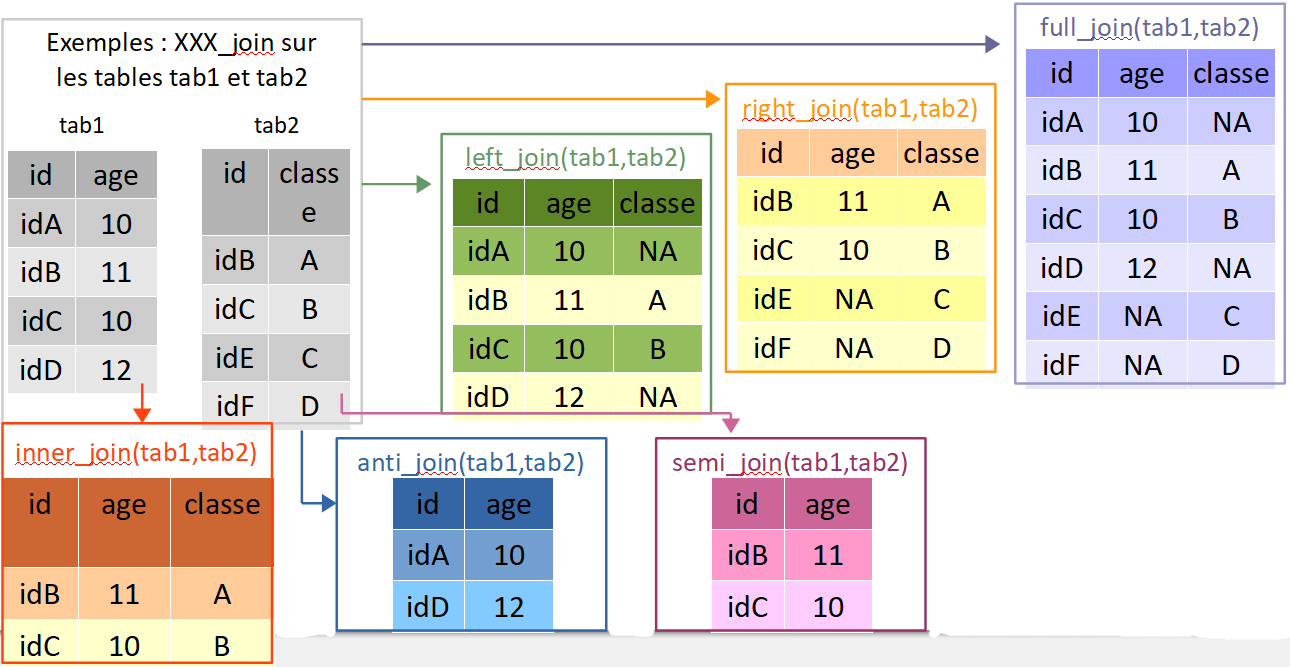 Exemples : XXX_join sur
les tables tab1 et tab2
tab1
id age
idA 10
idB 11
idC 10
idD 12
tab2
id class
e
idB A
idC B
idE C
idF D
left_join(tab1,tab2)
id age classe
idA 10 NA
idB 11 A
idC 10 B
idD 12 NA
right_join(tab1,tab2)
id age classe
idB 11 A
idC 10 B
idE NA C
idF NA D
full_join(tab1,tab2)
id age classe
idA 10 NA
idB 11 A
idC 10 B
idD 12 NA
idE NA C
idF NA D
inner_join(tab1,tab2)
id age classe
idB 11 A
idC 10 B
anti_join(tab1,tab2)
id age
idA 10
idD 12
semi_join(tab1,tab2)
id age
idB 11
idC 10